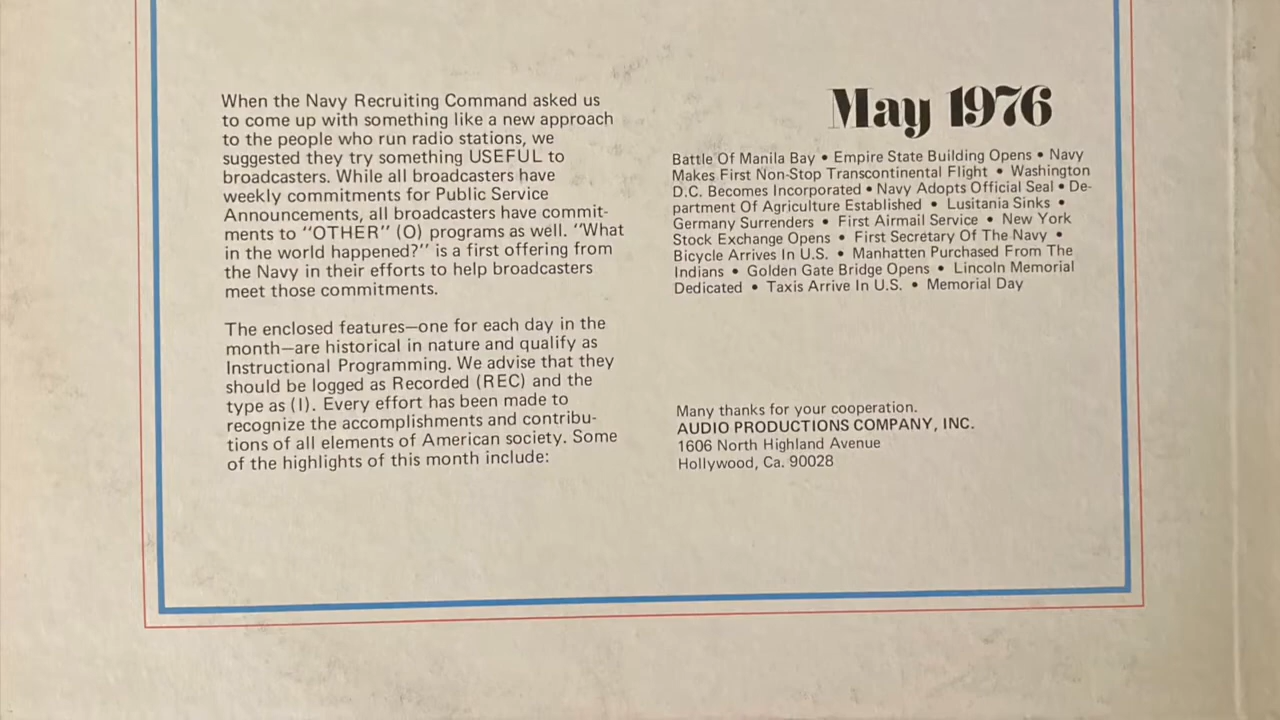 When the Navy Recruiting Command asked us
to come up with something like a new approach
to the people who run radio stations, we
suggested they try something USEFUL to
broadcasters. While all broadcasters have
weekly commitments for Public Service
Announcements, all broadcasters have commit-
ments to "OTHER" (O) programs as well. "What
in the world happened?" is a first offering from
the Navy in their efforts to help broadcasters
meet those commitments.
The enclosed features—one for each day in the
month—are historical in nature and qualify as
Instructional Programming. We advise that they
should be logged as Recorded (REC) and the
type as (I). Every effort has been made to
recognize the accomplishments and contribu-
tions of all elements of American society. Some
of the highlights of this month include:
May 1976
Battle Of Manila Bay • Empire State Building Opens • Navy
Makes First Non-Stop Transcontinental Flight • Washington
D.C. Becomes Incorporated • Navy Adopts Official Seal • De-
partment Of Agriculture Established • Lusitania Sinks •
Germany Surrenders • First Airmail Service • New York
Stock Exchange Opens • First Secretary Of The Navy •
Bicycle Arrives In U.S. • Manhatten Purchased From The
Indians • Golden Gate Bridge Opens • Lincoln Memorial
Dedicated • Taxis Arrive In U.S. • Memorial Day
Many thanks for your cooperation.
AUDIO PRODUCTIONS COMPANY, INC.
1606 North Highland Avenue
Hollywood, Ca. 90028